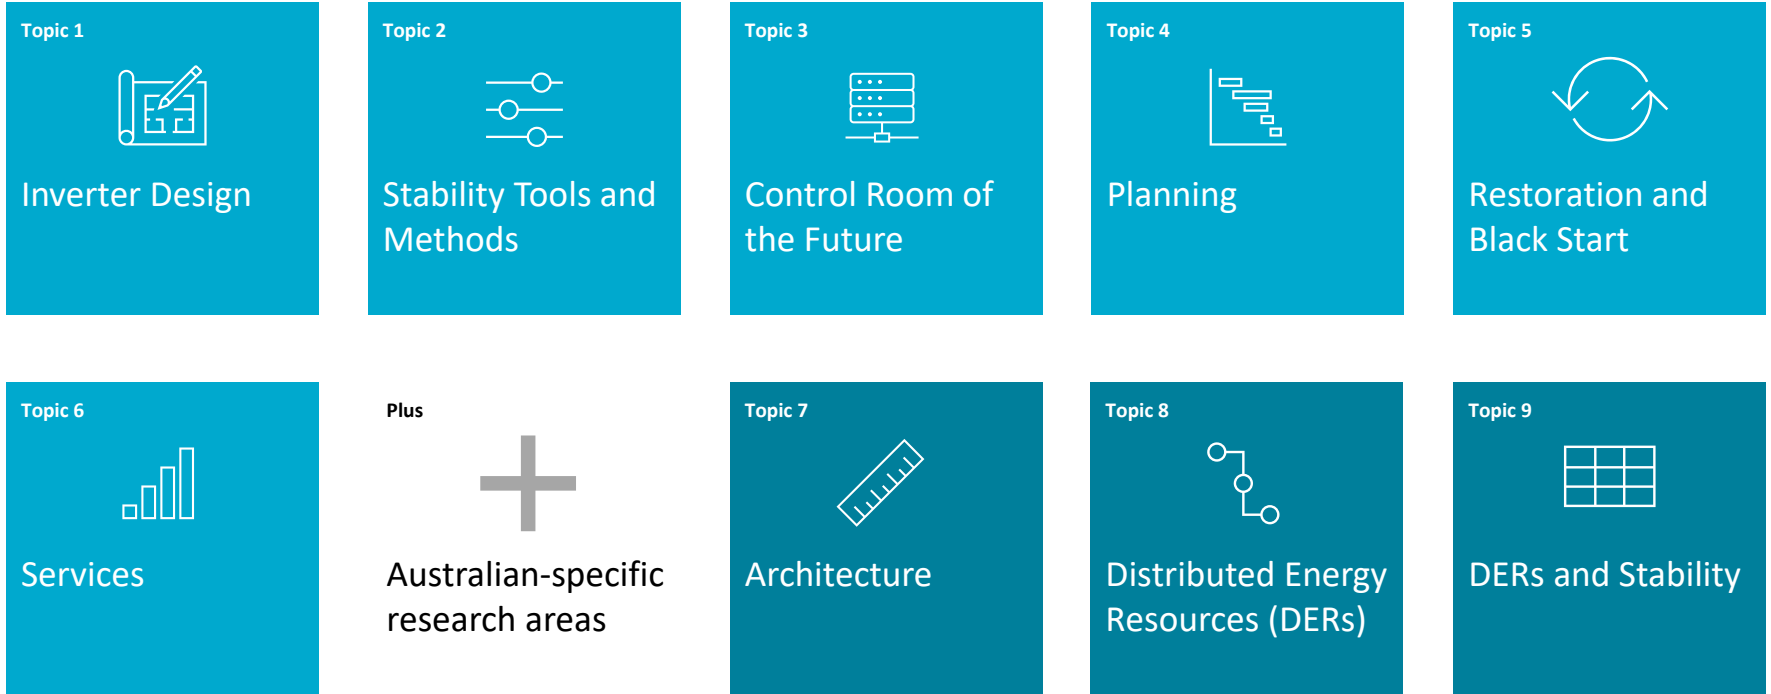 Topic 1
Inverter Design
Topic 2
Stability Tools and
Methods
Topic 3
Control Room of
the Future
Topic 4
Planning
Topic 5
Restoration and
Black Start
Topic 6
Services
Plus
Australian-specific
research areas
Topic 7
Architecture
Topic 8
Distributed Energy
Resources (DERs)
Topic 9
DERs and Stability